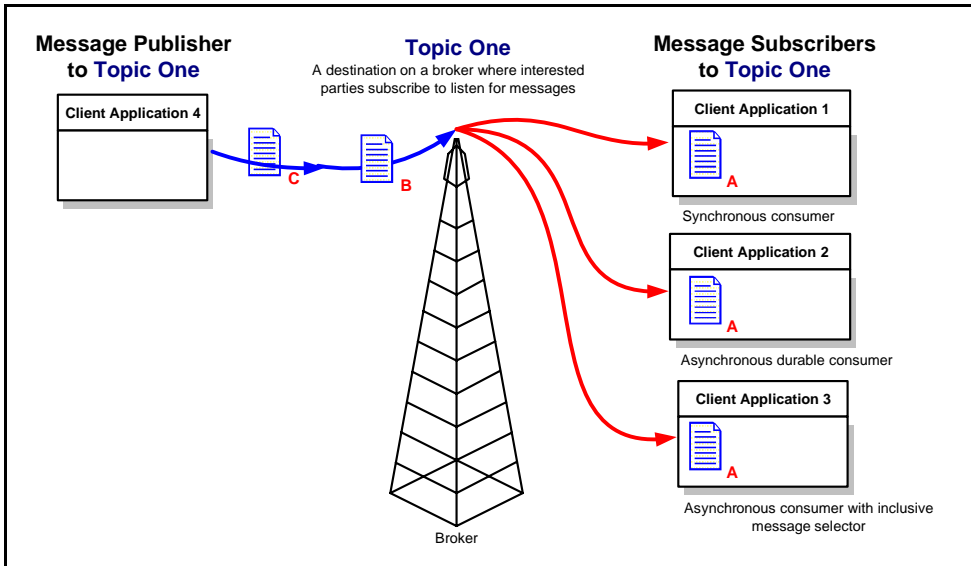 Message Publisher
to Topic One
Client Application 4
C
B
Topic One
A destination on a broker where interested
parties subscribe to listen for messages
Broker
Message Subscribers
to Topic One
Client Application 1
A
Synchronous consumer
Client Application 2
A
Asynchronous durable consumer
Client Application 3
A
Asynchronous consumer with inclusive
message selector